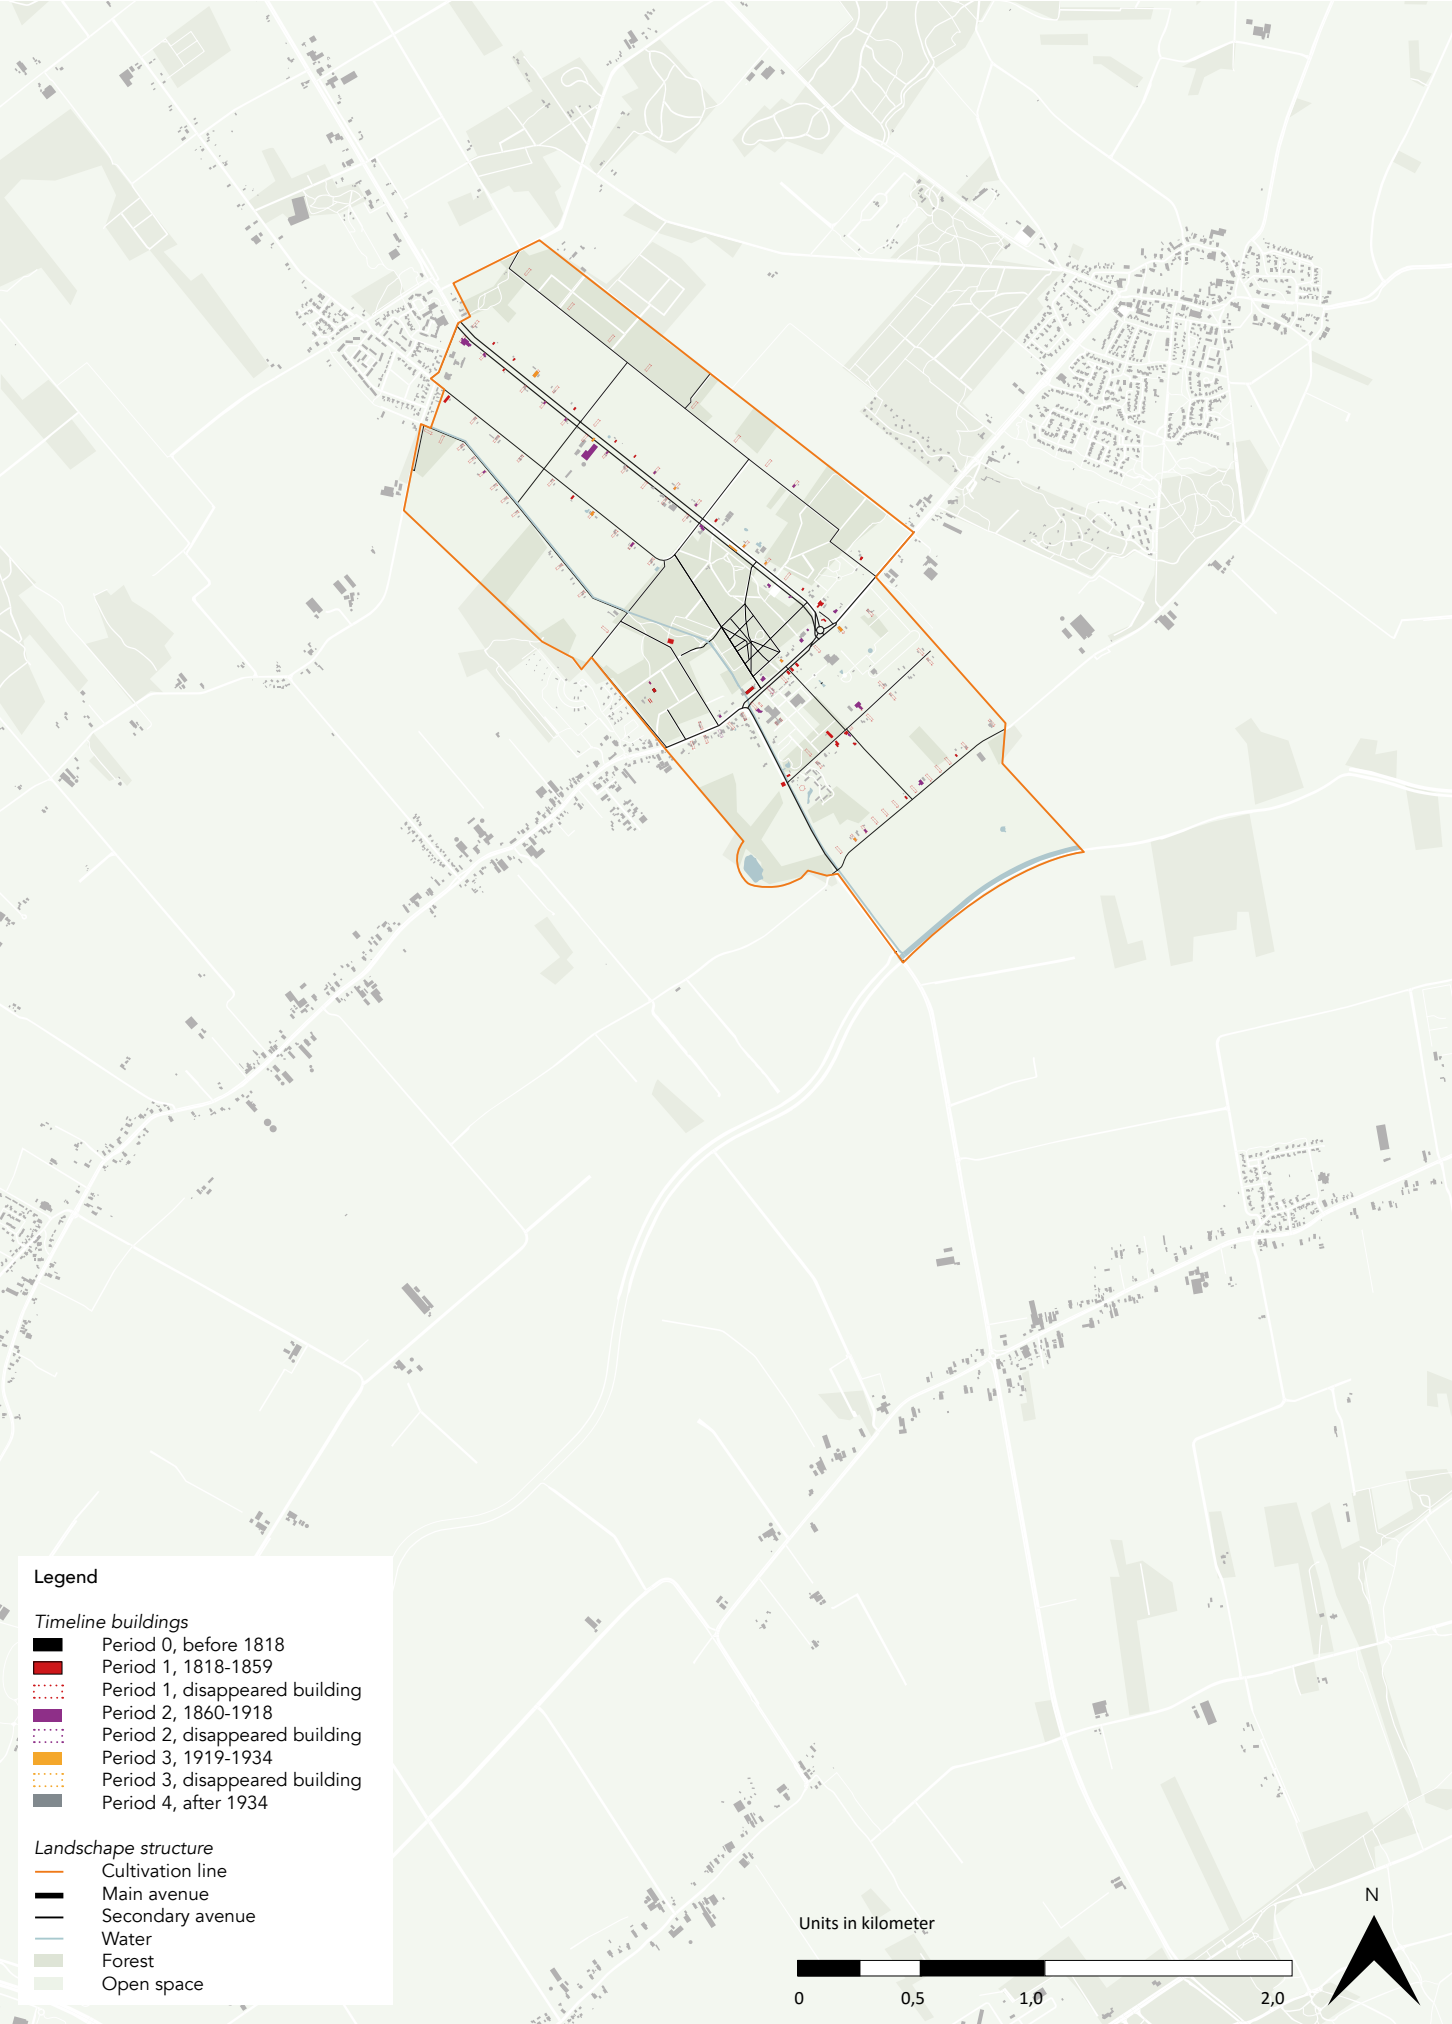 Legend
Timeline buildings
Period 0, before 1818
Period 1, 1818-1859
Period 1, disappeared building
Period 2, 1860-1918
Period 2, disappeared building
Period 3, 1919-1934
Period 3, disappeared building
Period 4, after 1934
Landschape structure
Cultivation line
Main avenue
Secondary avenue
Water
Forest
Open space
Units in kilometer
0 0,5 1,0 2,0
N